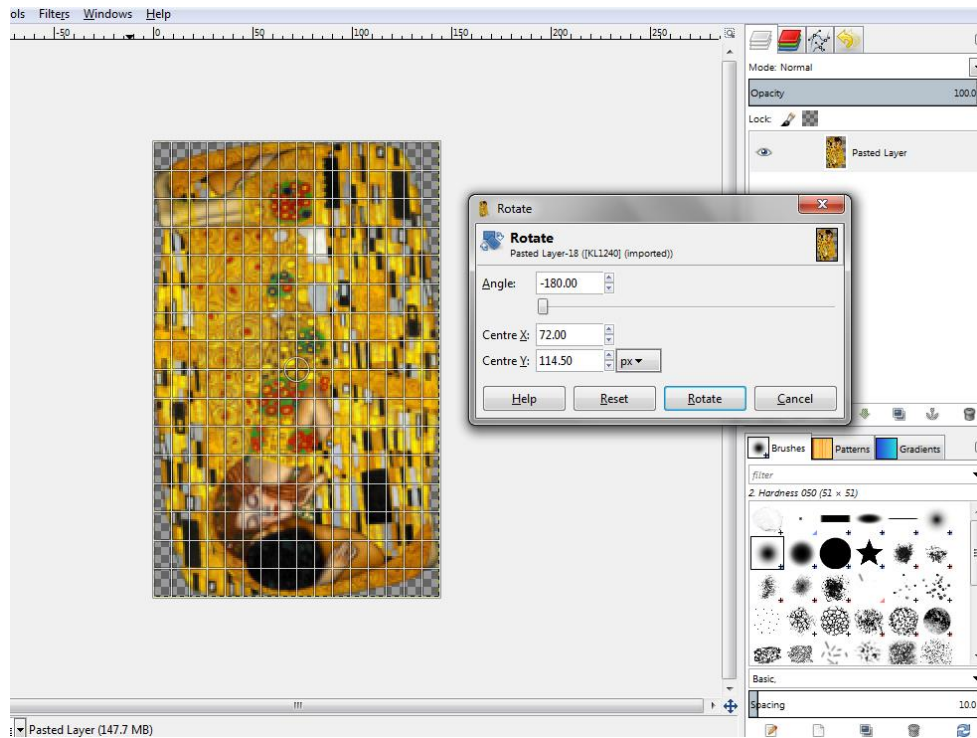 ols Filters Windows Help
-50 0 50 100 150 200 250
Mode: Normal
Opacity 100.0
Lock:
Pasted Layer
Rotate
Rotate
Pasted Layer-18 ([KL1240] (imported))
Angle: -180.00
Centre X: 72.00
Centre Y: 114.50 px
Help Reset Rotate Cancel
Brushes Patterns Gradients
filter
2. Hardness 050 (51 × 51)
Basic,
Spacing 10.0
Pasted Layer (147.7 MB)